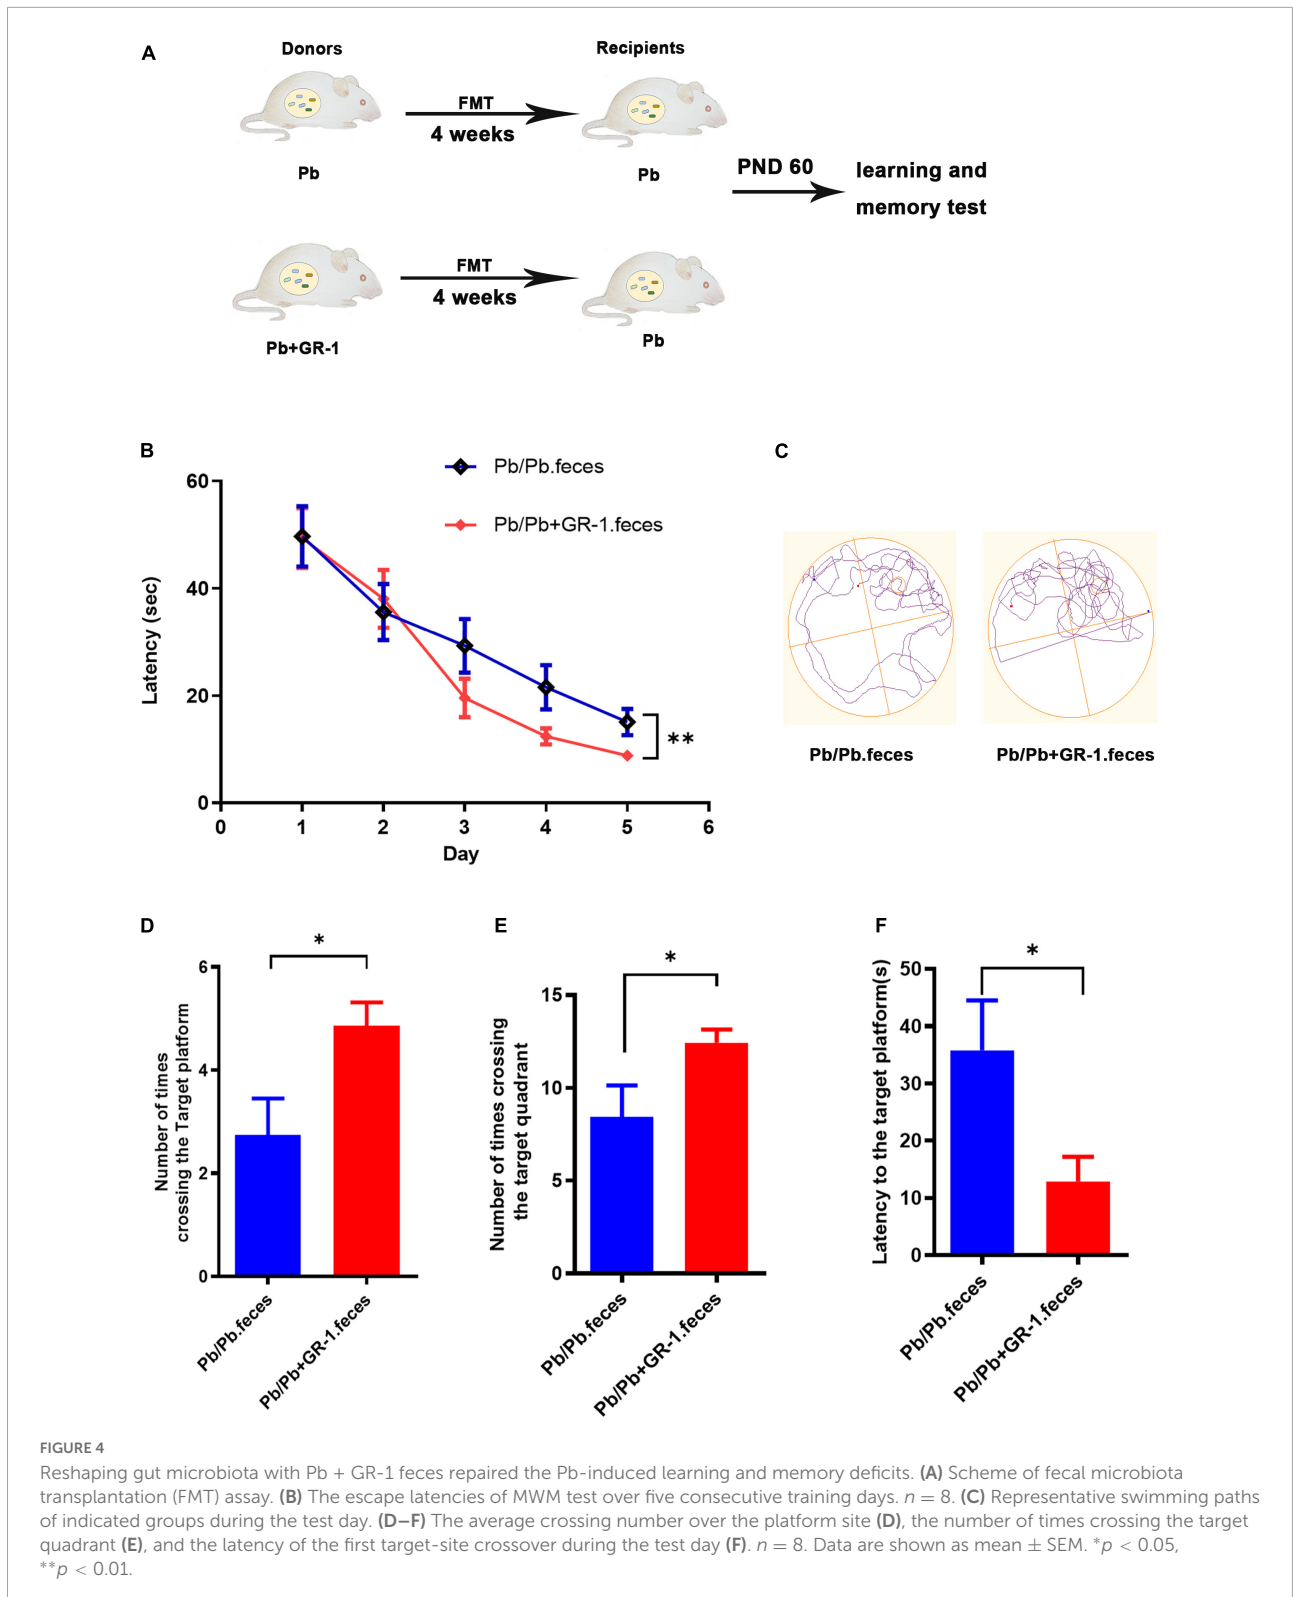 A
Donors
Recipients
FMT
4 weeks
Pb
Pb
PND 60
learning and
memory test
FMT
4 weeks
Pb+GR-1
Pb
B
Pb/Pb.feces
Pb/Pb+GR-1.feces
Latency (sec)
60
40
20
0
0 1 2 3 4 5 6
Day
**
C
Pb/Pb.feces
Pb/Pb+GR-1.feces
D
*
Number of times
crossing the Target platform
6
4
2
0
Pb/Pb.feces
Pb/Pb+GR-1.feces
E
*
Number of times crossing
the target quadrant
15
10
5
0
Pb/Pb.feces
Pb/Pb+GR-1.feces
F
*
Latency to the target platform(s)
50
40
30
20
10
0
Pb/Pb.feces
Pb/Pb+GR-1.feces
FIGURE 4
Reshaping gut microbiota with Pb + GR-1 feces repaired the Pb-induced learning and memory deficits. (A) Scheme of fecal microbiota
transplantation (FMT) assay. (B) The escape latencies of MWM test over five consecutive training days. n = 8. (C) Representative swimming paths
of indicated groups during the test day. (D–F) The average crossing number over the platform site (D), the number of times crossing the target
quadrant (E), and the latency of the first target-site crossover during the test day (F). n = 8. Data are shown as mean ± SEM. *p < 0.05,
**p < 0.01.